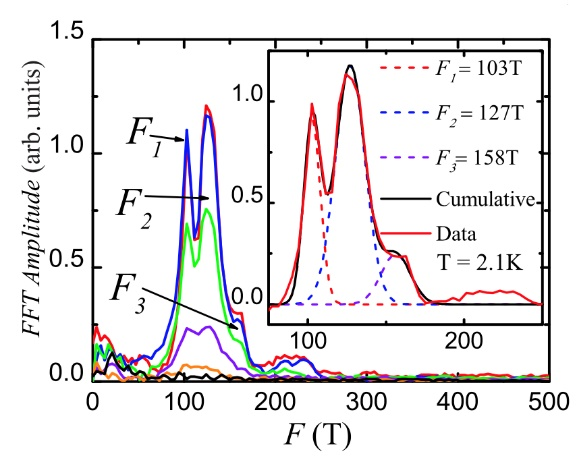 1.5
1.0
0.5
0.0
FFT Amplitude (arb. units)
0 100 200 300 400 500
F (T)
F1
F2
F3
1.0
0.5
0.0
100 200
F1= 103T
F2= 127T
F3= 158T
Cumulative
Data
T = 2.1K